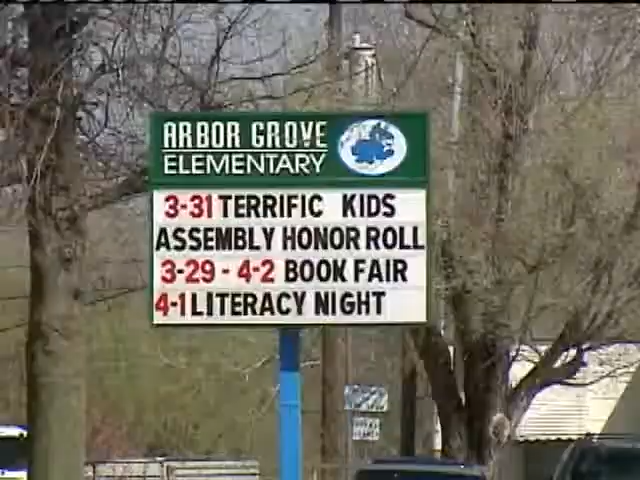 ARBOR GROVE
ELEMENTARY
3-31 TERRIFIC KIDS
ASSEMBLY HONOR ROLL
3-29 - 4-2 BOOK FAIR
4-1 LITERACY NIGHT